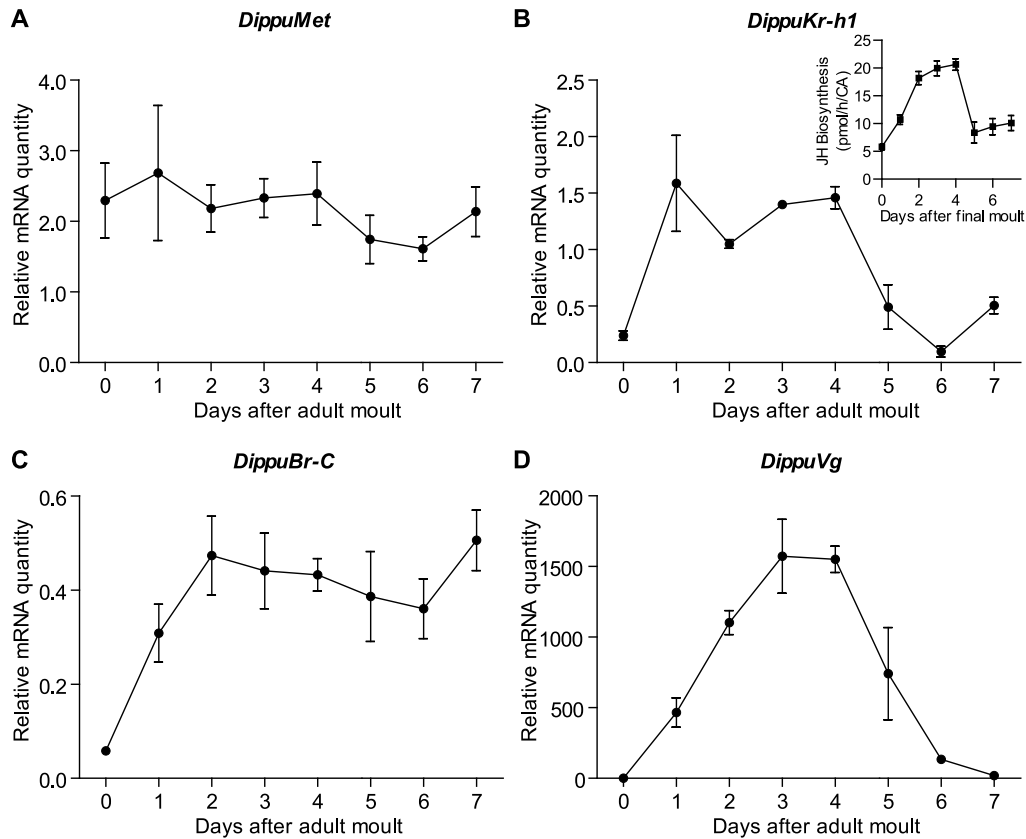 A
DippuMet
4.0
3.0
2.0
1.0
0.0
Relative mRNA quantity
0 1 2 3 4 5 6 7
Days after adult moult
B
DippuKr-h1
2.5
2.0
1.5
1.0
0.5
0.0
Relative mRNA quantity
0 1 2 3 4 5 6 7
Days after adult moult
25
20
15
10
5
0
JH Biosynthesis
(pmol/h/CA)
0 2 4 6
Days after final moult
C
DippuBr-C
0.6
0.4
0.2
0.0
Relative mRNA quantity
0 1 2 3 4 5 6 7
Days after adult moult
D
DippuVg
2000
1500
1000
500
0
Relative mRNA quantity
0 1 2 3 4 5 6 7
Days after adult moult